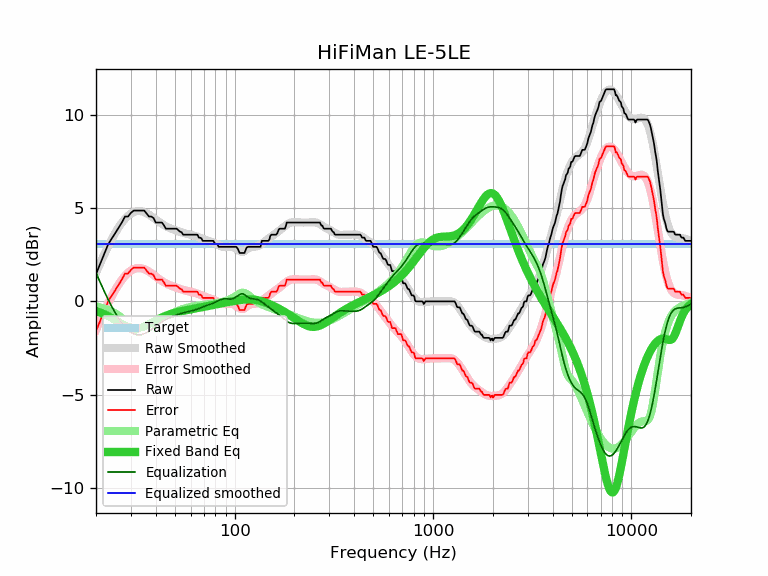 HiFiMan LE-5LE
Amplitude (dBr)
10
5
0
−5
−10
Target
Raw Smoothed
Error Smoothed
Raw
Error
Parametric Eq
Fixed Band Eq
Equalization
Equalized smoothed
100
1000
10000
Frequency (Hz)